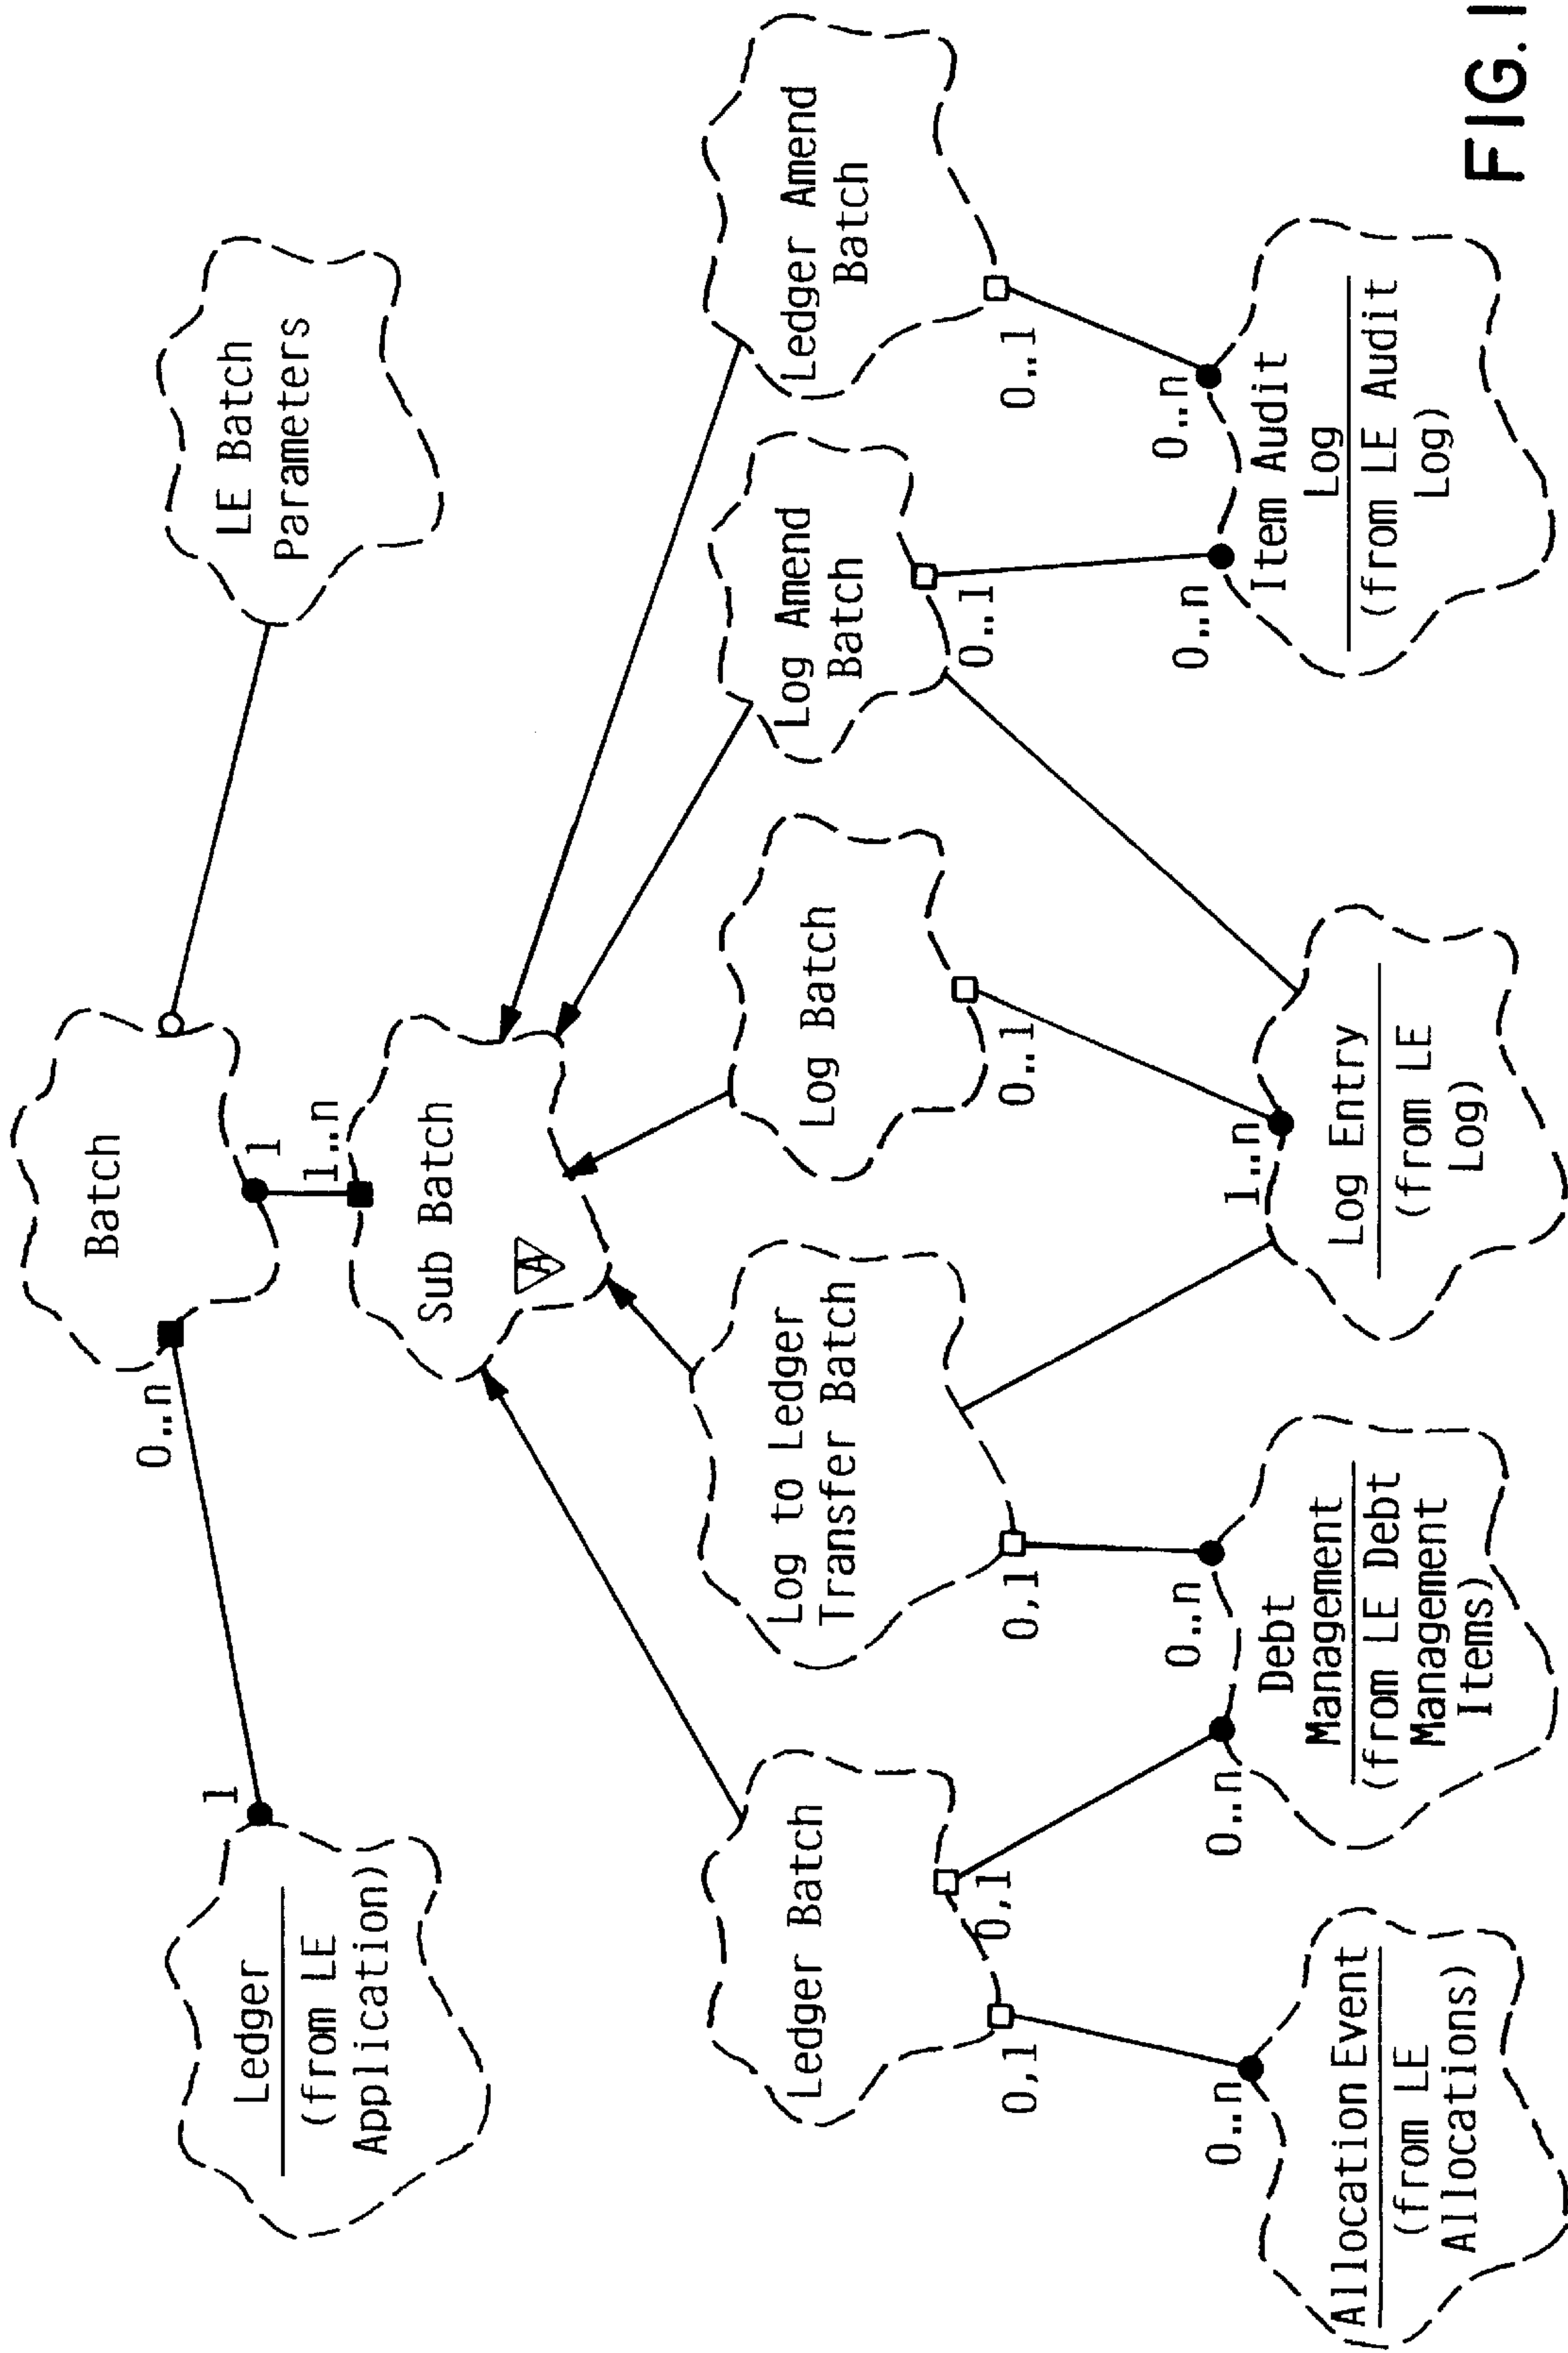 Batch
LE Batch
Parameters
Ledger
(from LE
Application)
1
0..n
1
1..n
Sub Batch
A
Ledger Batch
Log to Ledger
Transfer Batch
Log Batch
Log Amend
Batch
Ledger Amend
Batch
0,1
0,1
0,1
0..1
0..1
0..1
0..n
0..n
0..n
1..n
0..n
0..n
Allocation Event
(from LE
Allocations)
Debt
Management
(from LE Debt
Management
Items)
Log Entry
(from LE
Log)
Item Audit
Log
(from LE Audit
Log)
FIG. 1